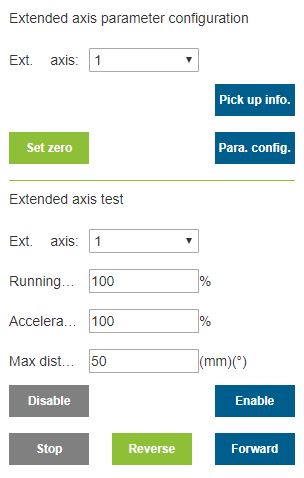 Extended axis parameter configuration
Ext. axis: 1
Pick up info.
Set zero Para. config.
Extended axis test
Ext. axis: 1
Running... 100 %
Accelera... 100 %
Max dist... 50 (mm)(°)
Disable Enable
Stop Reverse Forward